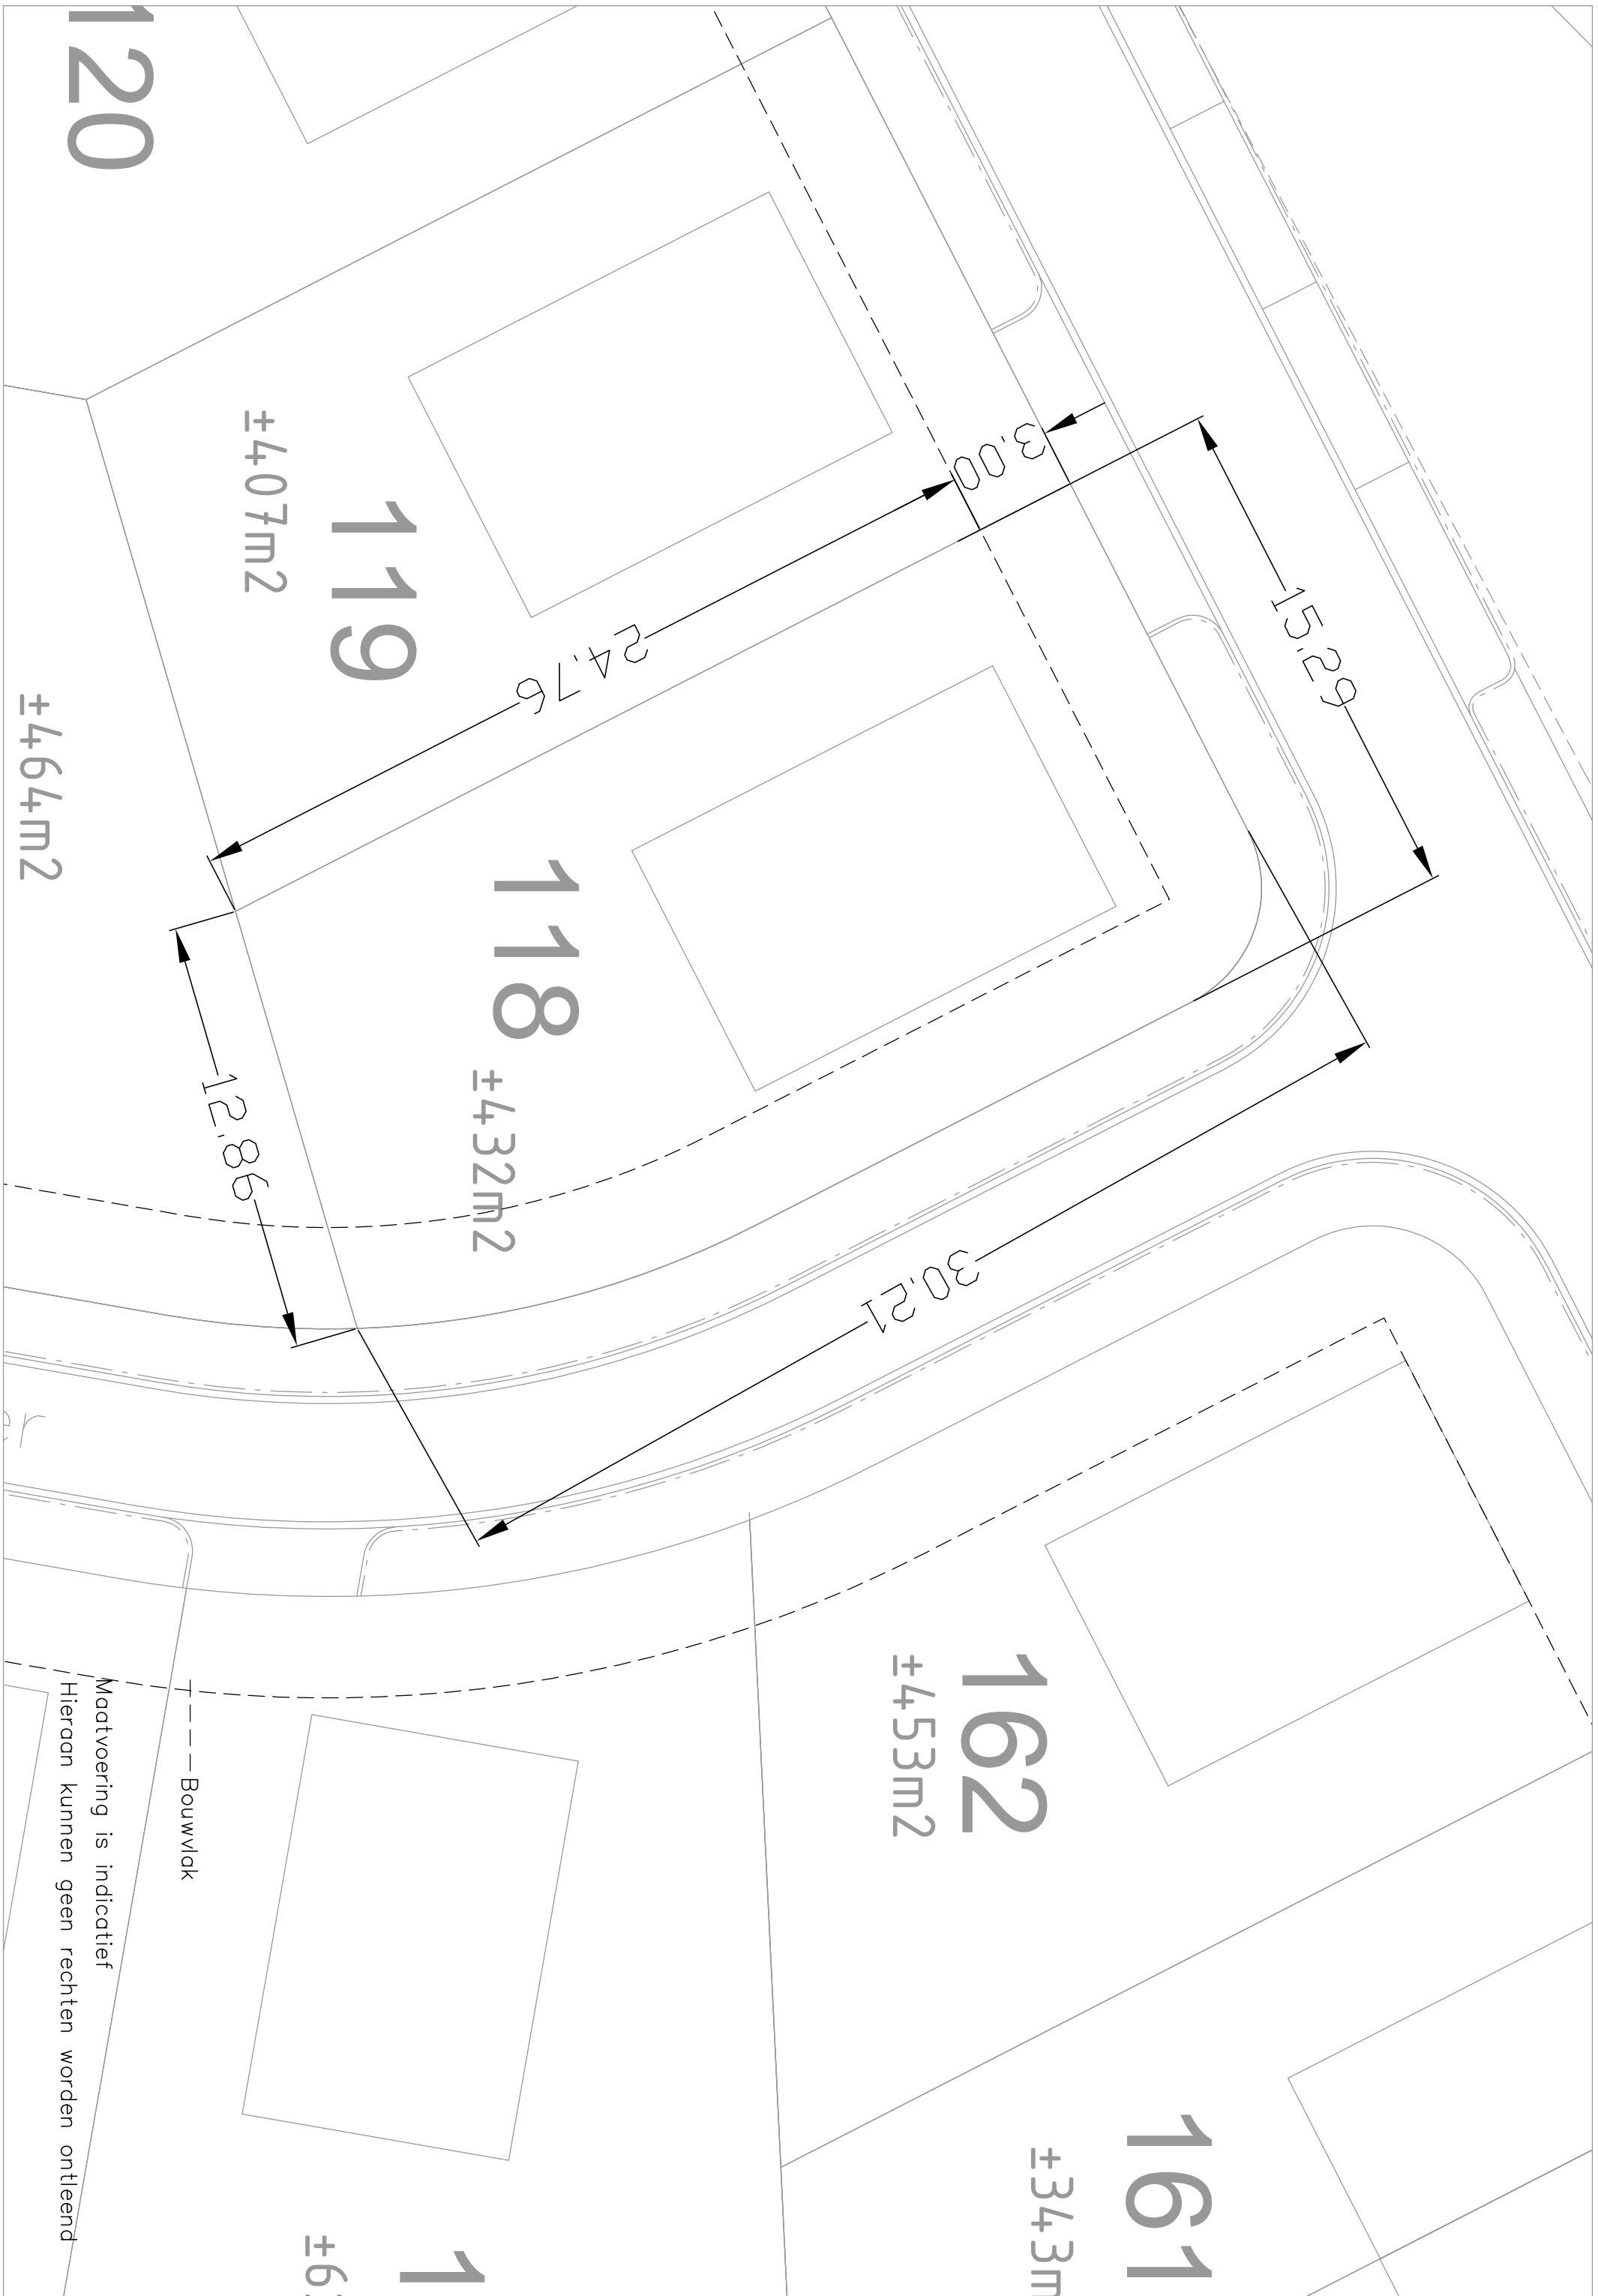 120
119
±407m2
±464m2
118
±432m2
3.00
24.76
15.29
12.86
30.21
162
±453m2
161
Bouwvlak
Maatvoering is indicatief
Hieraan kunnen geen rechten worden ontleend